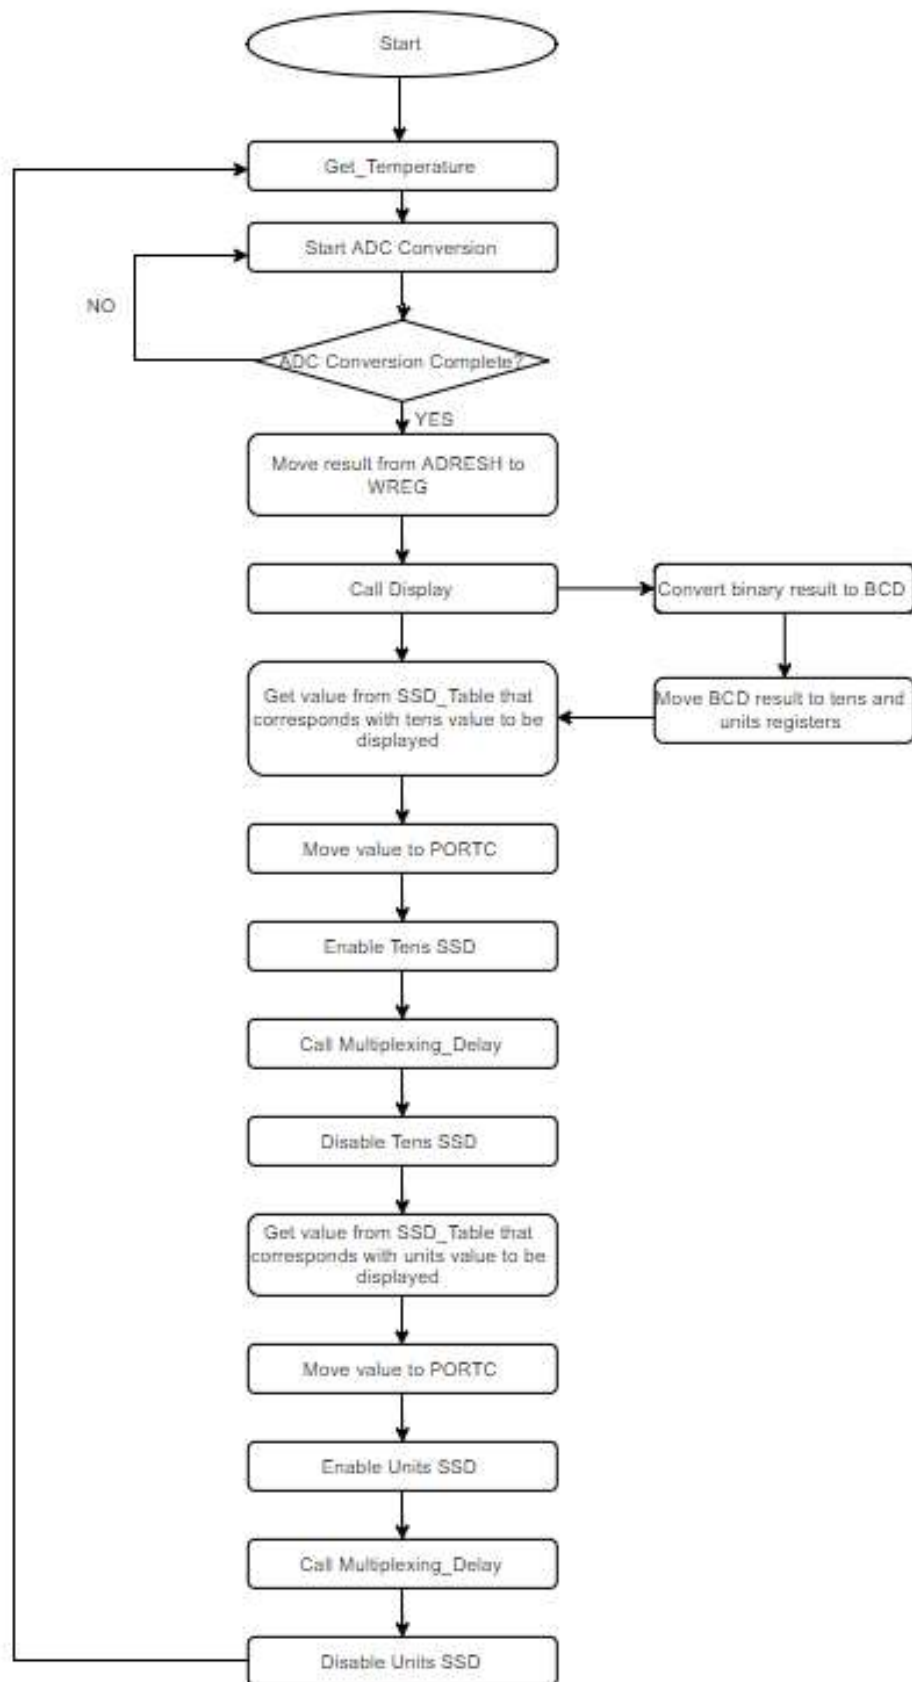 Start
Get_Temperature
Start ADC Conversion
NO
ADC Conversion Complete?
YES
Move result from ADRESH to
WREG
Call Display
Convert binary result to BCD
Get value from SSD_Table that
corresponds with tens value to be
displayed
Move BCD result to tens and
units registers
Move value to PORTC
Enable Tens SSD
Call Multiplexing_Delay
Disable Tens SSD
Get value from SSD_Table that
corresponds with units value to be
displayed
Move value to PORTC
Enable Units SSD
Call Multiplexing_Delay
Disable Units SSD